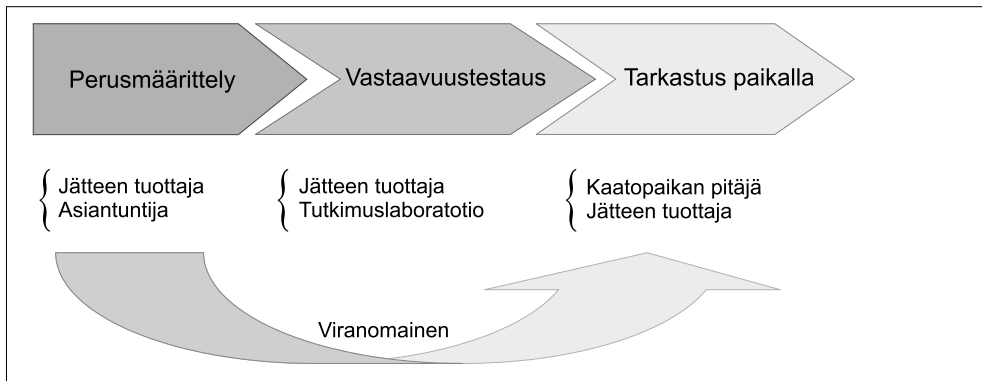 Perusmäärittely
Vastaavuustestaus
Tarkastus paikalla
Jätteen tuottaja
Asiantuntija
Jätteen tuottaja
Tutkimuslaboratotio
Kaatopaikan pitäjä
Jätteen tuottaja
Viranomainen